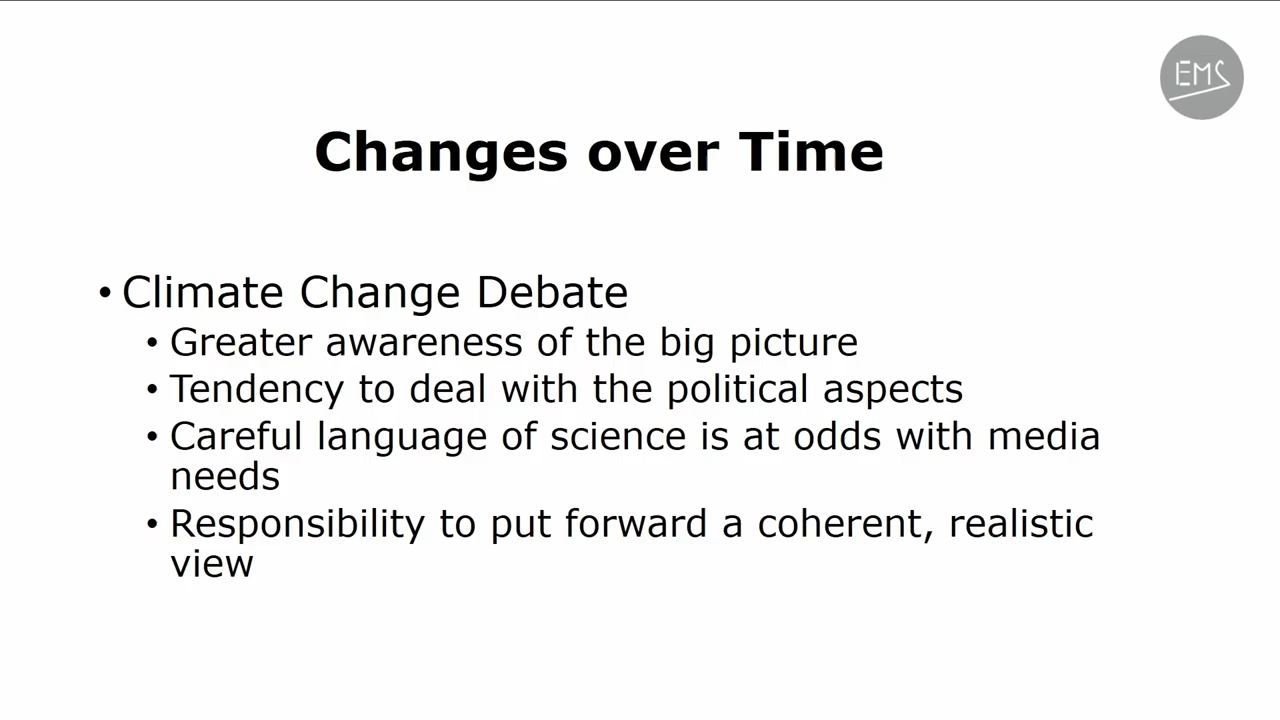 EMS
Changes over Time
• Climate Change Debate
• Greater awareness of the big picture
• Tendency to deal with the political aspects
• Careful language of science is at odds with media
needs
• Responsibility to put forward a coherent, realistic
view